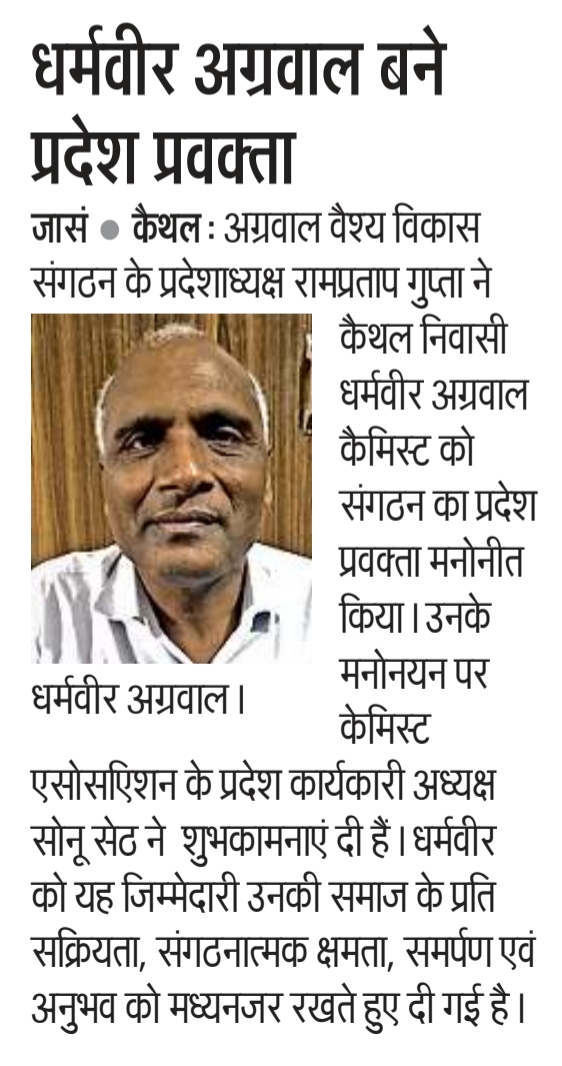 धर्मवीर अग्रवाल बने
प्रदेश प्रवक्ता
जासं ● कैथल : अग्रवाल वैश्य विकास
संगठन के प्रदेशाध्यक्ष रामप्रताप गुप्ता ने
कैथल निवासी
धर्मवीर अग्रवाल
कैमिस्ट को
संगठन का प्रदेश
प्रवक्ता मनोनीत
किया । उनके
मनोनयन पर
केमिस्ट
धर्मवीर अग्रवाल ।
एसोसएिशन के प्रदेश कार्यकारी अध्यक्ष
सोनू सेठ ने शुभकामनाएं दी हैं । धर्मवीर
को यह जिम्मेदारी उनकी समाज के प्रति
सक्रियता, संगठनात्मक क्षमता, समर्पण एवं
अनुभव को मध्यनजर रखते हुए दी गई है ।